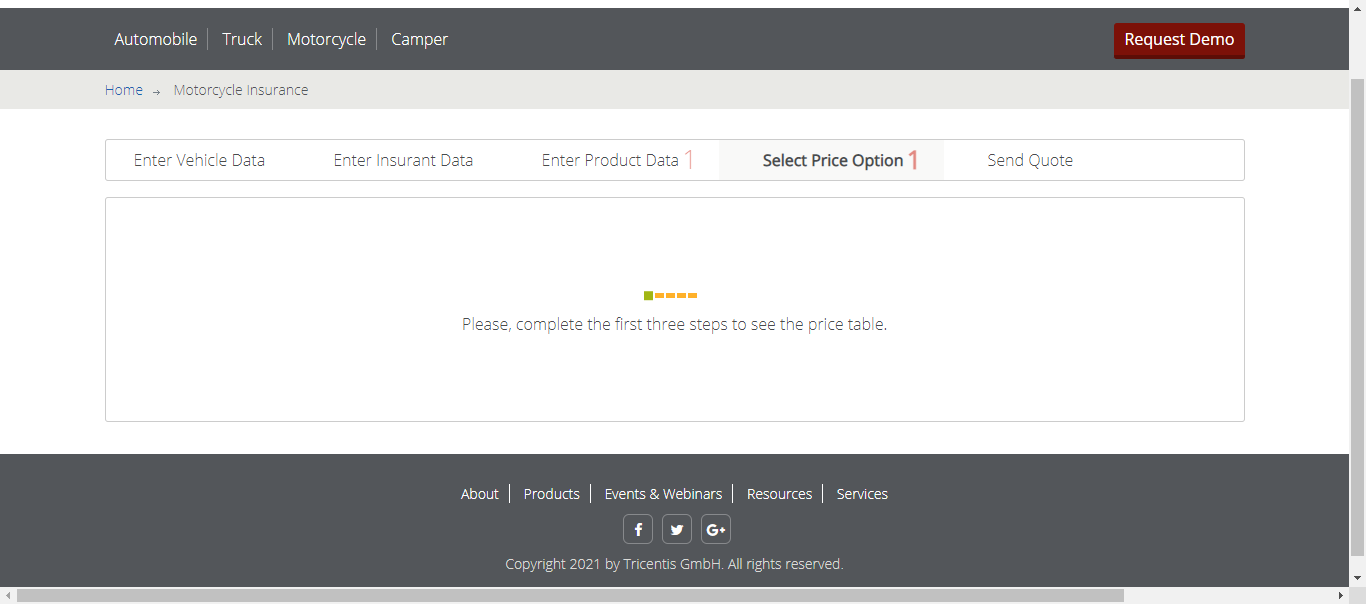 Automobile Truck Motorcycle Camper Request Demo
Home → Motorcycle Insurance
Enter Vehicle Data Enter Insurant Data Enter Product Data 1 Select Price Option 1 Send Quote
Please, complete the first three steps to see the price table.
About Products Events & Webinars Resources Services
f G+
Copyright 2021 by Tricentis GmbH. All rights reserved.